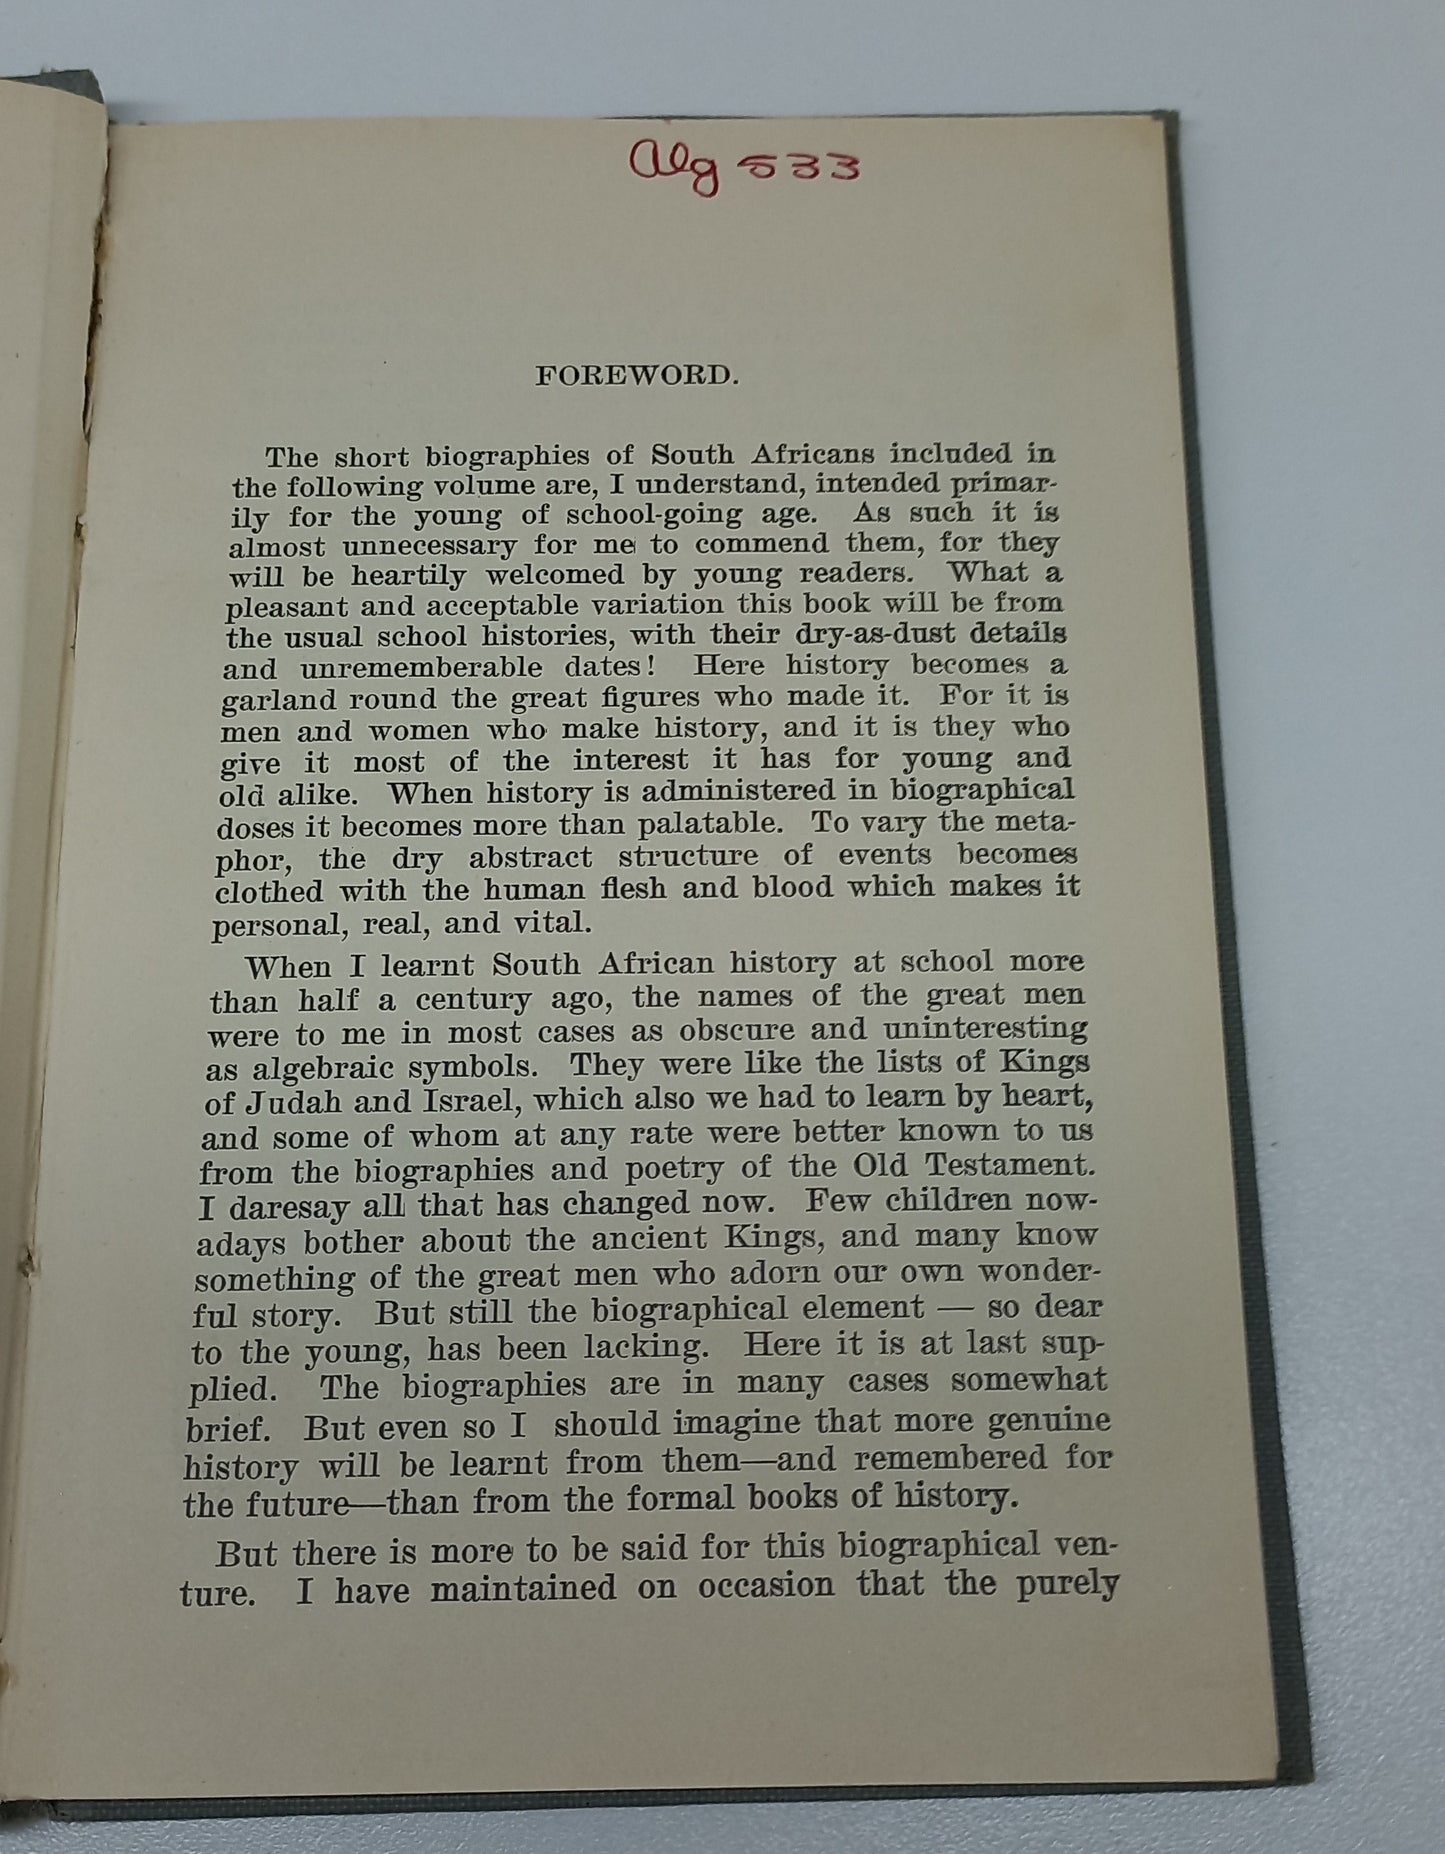 Alg 533
FOREWORD.
The short biographies of South Africans included in
the following volume are, I understand, intended primar-
ily for the young of school-going age. As such it is
almost unnecessary for me to commend them, for they
will be heartily welcomed by young readers. What a
pleasant and acceptable variation this book will be from
the usual school histories, with their dry-as-dust details
and unrememberable dates! Here history becomes a
garland round the great figures who made it. For it is
men and women who make history, and it is they who
give it most of the interest it has for young and
old alike. When history is administered in biographical
doses it becomes more than palatable. To vary the meta-
phor, the dry abstract structure of events becomes
clothed with the human flesh and blood which makes it
personal, real, and vital.
When I learnt South African history at school more
than half a century ago, the names of the great men
were to me in most cases as obscure and uninteresting
as algebraic symbols. They were like the lists of Kings
of Judah and Israel, which also we had to learn by heart,
and some of whom at any rate were better known to us
from the biographies and poetry of the Old Testament.
I daresay all that has changed now. Few children now-
adays bother about the ancient Kings, and many know
something of the great men who adorn our own wonder-
ful story. But still the biographical element — so dear
to the young, has been lacking. Here it is at last sup-
plied. The biographies are in many cases somewhat
brief. But even so I should imagine that more genuine
history will be learnt from them—and remembered for
the future—than from the formal books of history.
But there is more to be said for this biographical ven-
ture. I have maintained on occasion that the purely